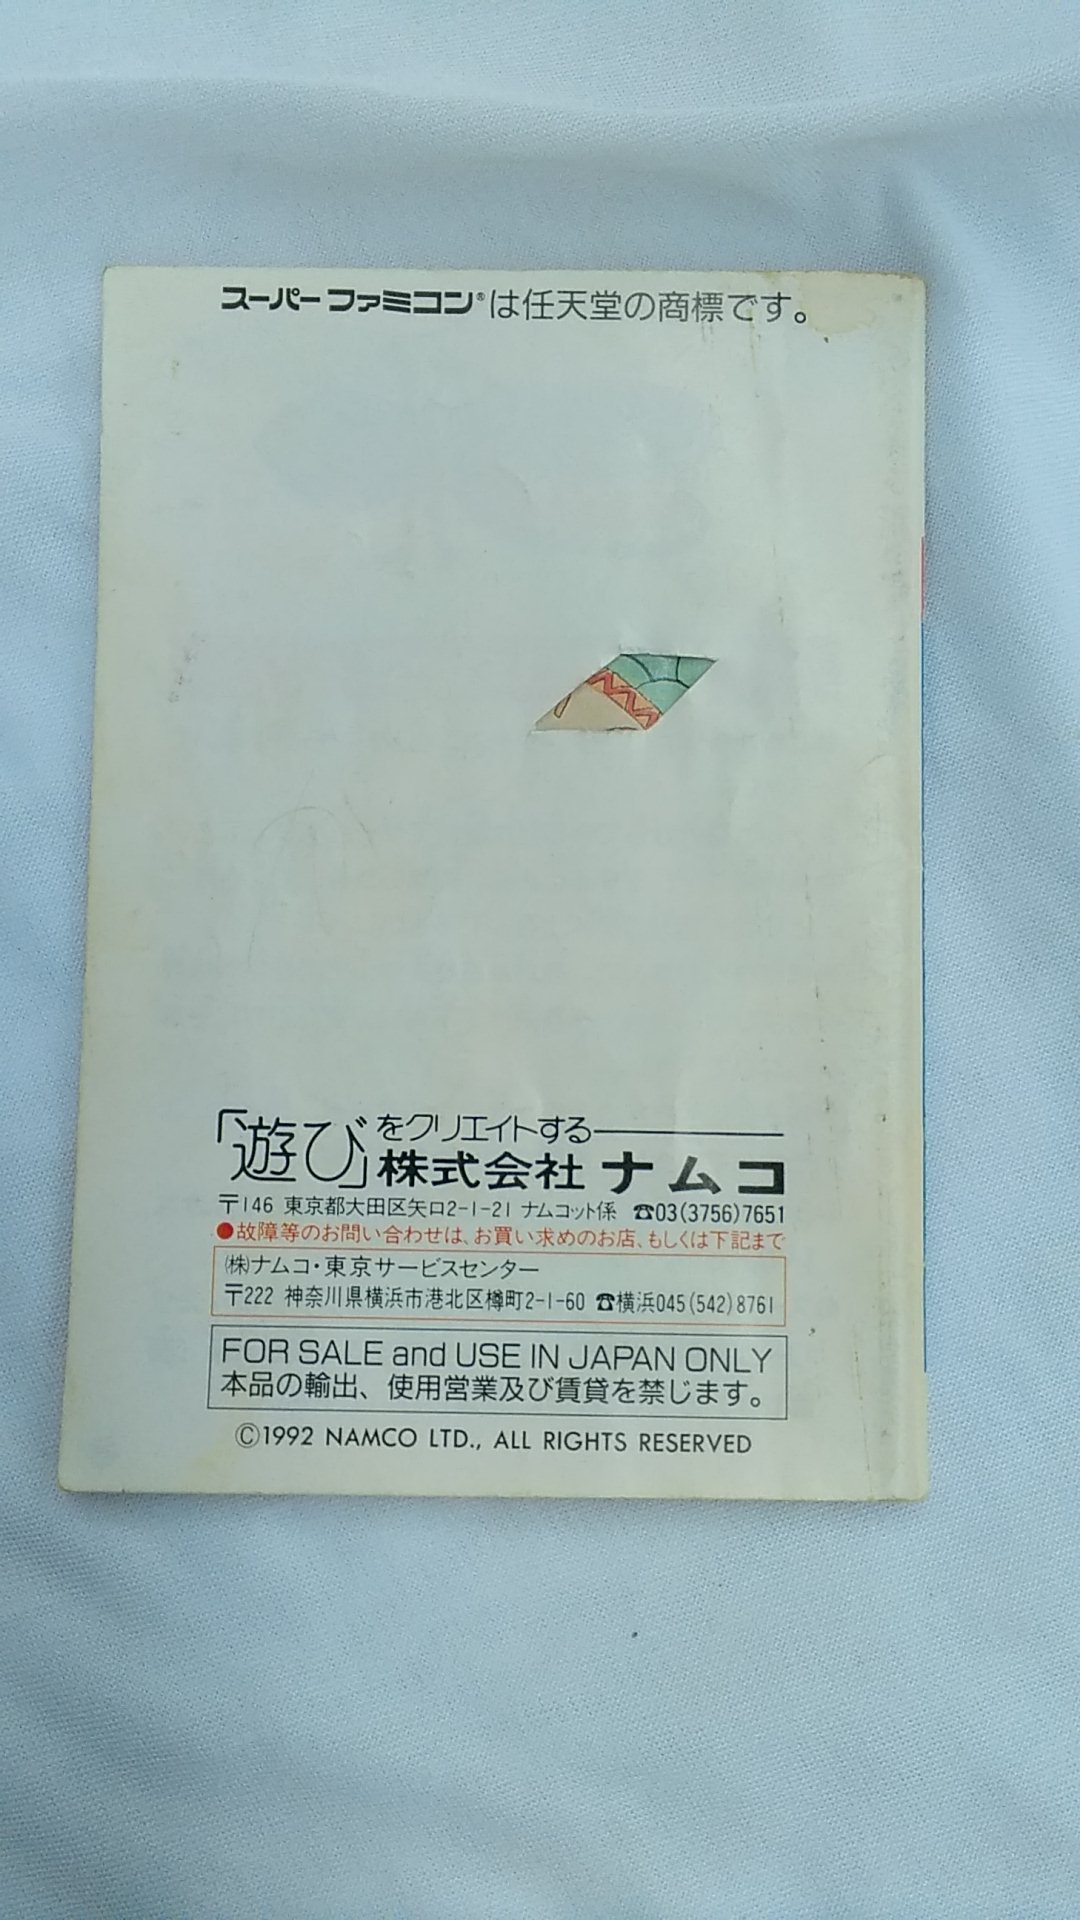 スーパーファミコン®は任天堂の商標です。
「遊び」をクリエイトする
株式会社ナムコ
〒146 東京都大田区矢口2-1-21 ナムコット係 ☎03(3756)7651
●故障等のお問い合わせは、お買い求めのお店、もしくは下記まで
㈱ナムコ・東京サービスセンター
〒222 神奈川県横浜市港北区樽町2-1-60 ☎横浜045(542)8761
FOR SALE and USE IN JAPAN ONLY
本品の輸出、使用営業及び賃貸を禁じます。
©1992 NAMCO LTD., ALL RIGHTS RESERVED